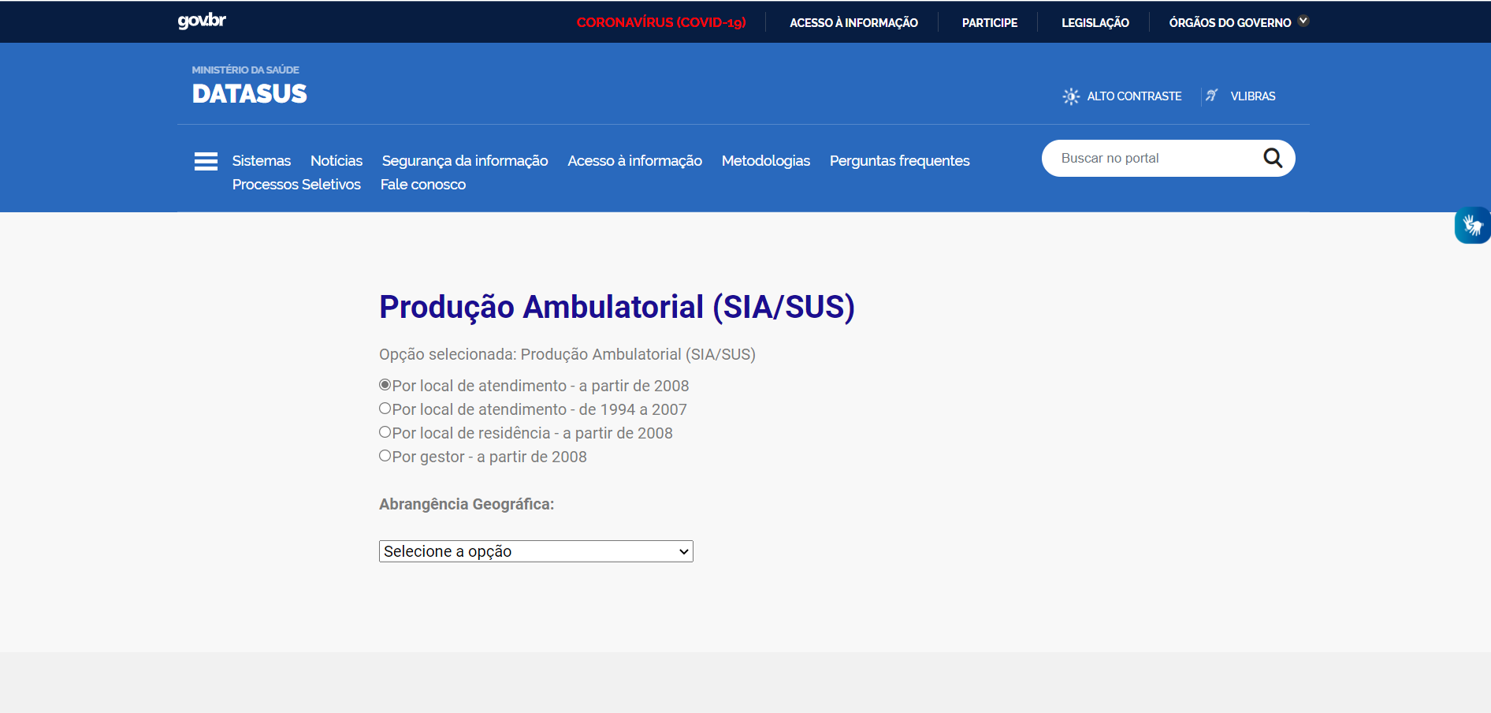 gov.br
CORONAVÍRUS (COVID-19)
ACESSO À INFORMAÇÃO
PARTICIPE
LEGISLAÇÃO
ÓRGÃOS DO GOVERNO
MINISTÉRIO DA SAÚDE
DATASUS
ALTO CONTRASTE
VLIBRAS
Sistemas Notícias Segurança da informação Acesso à informação Metodologias Perguntas frequentes
Processos Seletivos Fale conosco
Buscar no portal
Produção Ambulatorial (SIA/SUS)
Opção selecionada: Produção Ambulatorial (SIA/SUS)
Por local de atendimento - a partir de 2008
Por local de atendimento - de 1994 a 2007
Por local de residência - a partir de 2008
Por gestor - a partir de 2008
Abrangência Geográfica:
Selecione a opção